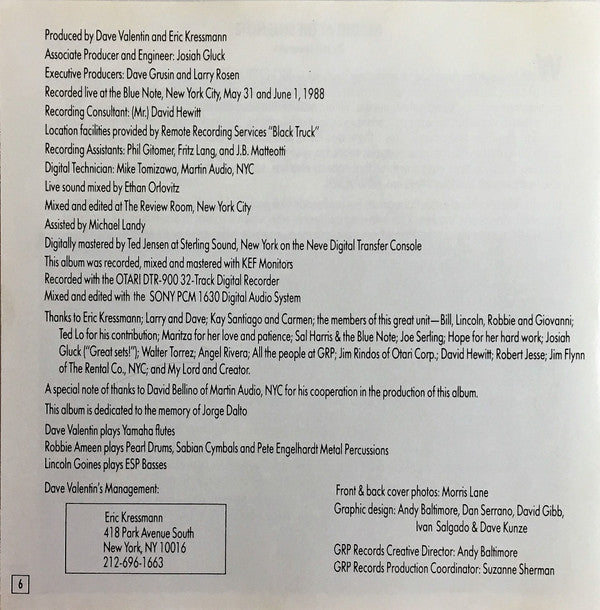 Produced by Dave Valentin and Eric Kressmann
Associate Producer and Engineer: Josiah Gluck
Executive Producers: Dave Grusin and Larry Rosen
Recorded live at the Blue Note, New York City, May 31 and June 1, 1988
Recording Consultant: (Mr.) David Hewitt
Location facilities provided by Remote Recording Services "Black Truck"
Recording Assistants: Phil Gitomer, Fritz Lang, and J.B. Matteotti
Digital Technician: Mike Tomizawa, Martin Audio, NYC
Live sound mixed by Ethan Orlovitz
Mixed and edited at The Review Room, New York City
Assisted by Michael Landy
Digitally mastered by Ted Jensen at Sterling Sound, New York on the Neve Digital Transfer Console
This album was recorded, mixed and mastered with KEF Monitors
Recorded with the OTARI DTR-900 32-Track Digital Recorder
Mixed and edited with the SONY PCM 1630 Digital Audio System
Thanks to Eric Kressmann; Larry and Dave; Kay Santiago and Carmen; the members of this great unit—Bill, Lincoln, Robbie and Giovanni;
Ted Lo for his contribution; Maritza for her love and patience; Sal Harris & the Blue Note; Joe Serling; Hope for her hard work; Josiah
Gluck ("Great sets!"); Walter Torrez; Angel Rivera; All the people at GRP; Jim Rindos of Otari Corp.; David Hewitt; Robert Jesse; Jim Flynn
of The Rental Co., NYC; and My Lord and Creator.
A special note of thanks to David Bellino of Martin Audio, NYC for his cooperation in the production of this album.
This album is dedicated to the memory of Jorge Dalto
Dave Valentin plays Yamaha flutes
Robbie Ameen plays Pearl Drums, Sabian Cymbals and Pete Engelhardt Metal Percussions
Lincoln Goines plays ESP Basses
Dave Valentin's Management:
Eric Kressmann
418 Park Avenue South
New York, NY 10016
212-696-1663
Front & back cover photos: Morris Lane
Graphic design: Andy Baltimore, Dan Serrano, David Gibb,
Ivan Salgado & Dave Kunze
GRP Records Creative Director: Andy Baltimore
GRP Records Production Coordinator: Suzanne Sherman
6